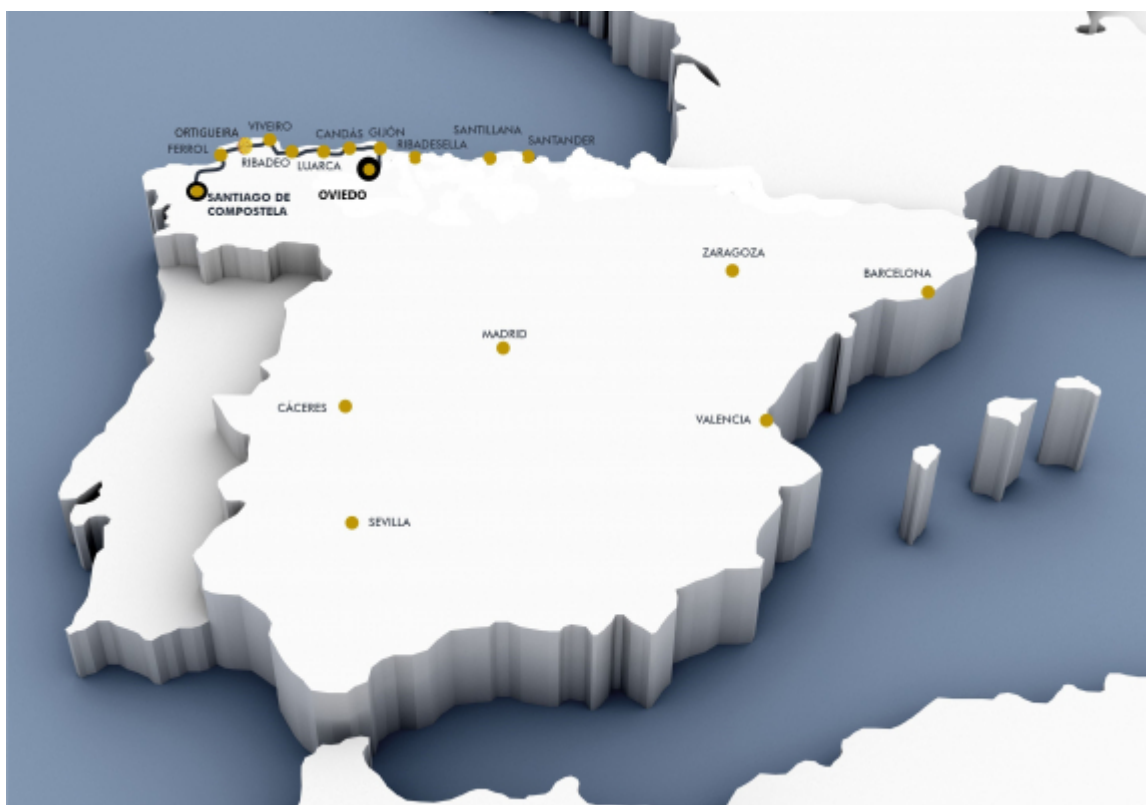 VIVEIRO
ORTIGUEIRA
CANDÁS
GIJÓN
SANTILLANA
FERROL
RIBADESELLA
SANTANDER
RIBADEO
LUARCA
SANTIAGO DE
COMPOSTELA
OVIEDO
ZARAGOZA
BARCELONA
MADRID
CÁCERES
VALENCIA
SEVILLA